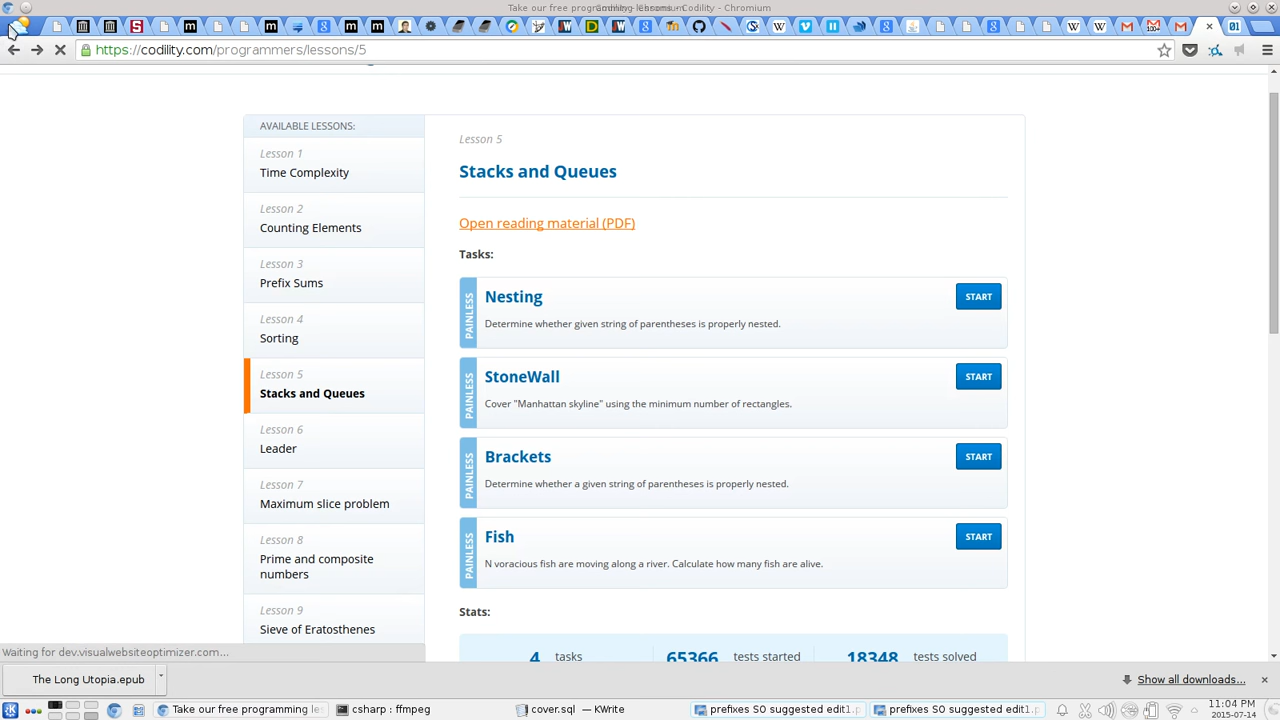 Take our free programming lessons - Codility - Chromium
https://codility.com/programmers/lessons/5
AVAILABLE LESSONS:
Lesson 1
Time Complexity
Lesson 2
Counting Elements
Lesson 3
Prefix Sums
Lesson 4
Sorting
Lesson 5
Stacks and Queues
Lesson 6
Leader
Lesson 7
Maximum slice problem
Lesson 8
Prime and composite
numbers
Lesson 9
Sieve of Eratosthenes
Lesson 5
Stacks and Queues
Open reading material (PDF)
Tasks:
PAINLESS
Nesting
START
Determine whether given string of parentheses is properly nested.
PAINLESS
StoneWall
START
Cover "Manhattan skyline" using the minimum number of rectangles.
PAINLESS
Brackets
START
Determine whether a given string of parentheses is properly nested.
PAINLESS
Fish
START
N voracious fish are moving along a river. Calculate how many fish are alive.
Stats:
4 tasks
65366 tests started
18348 tests solved
Waiting for dev.visualwebsiteoptimizer.com...
The Long Utopia.epub
Show all downloads...
Take our free programming les
csharp : ffmpeg
cover.sql — KWrite
prefixes SO suggested edit1.p
prefixes SO suggested edit1.p
11:04 PM
2015-07-14